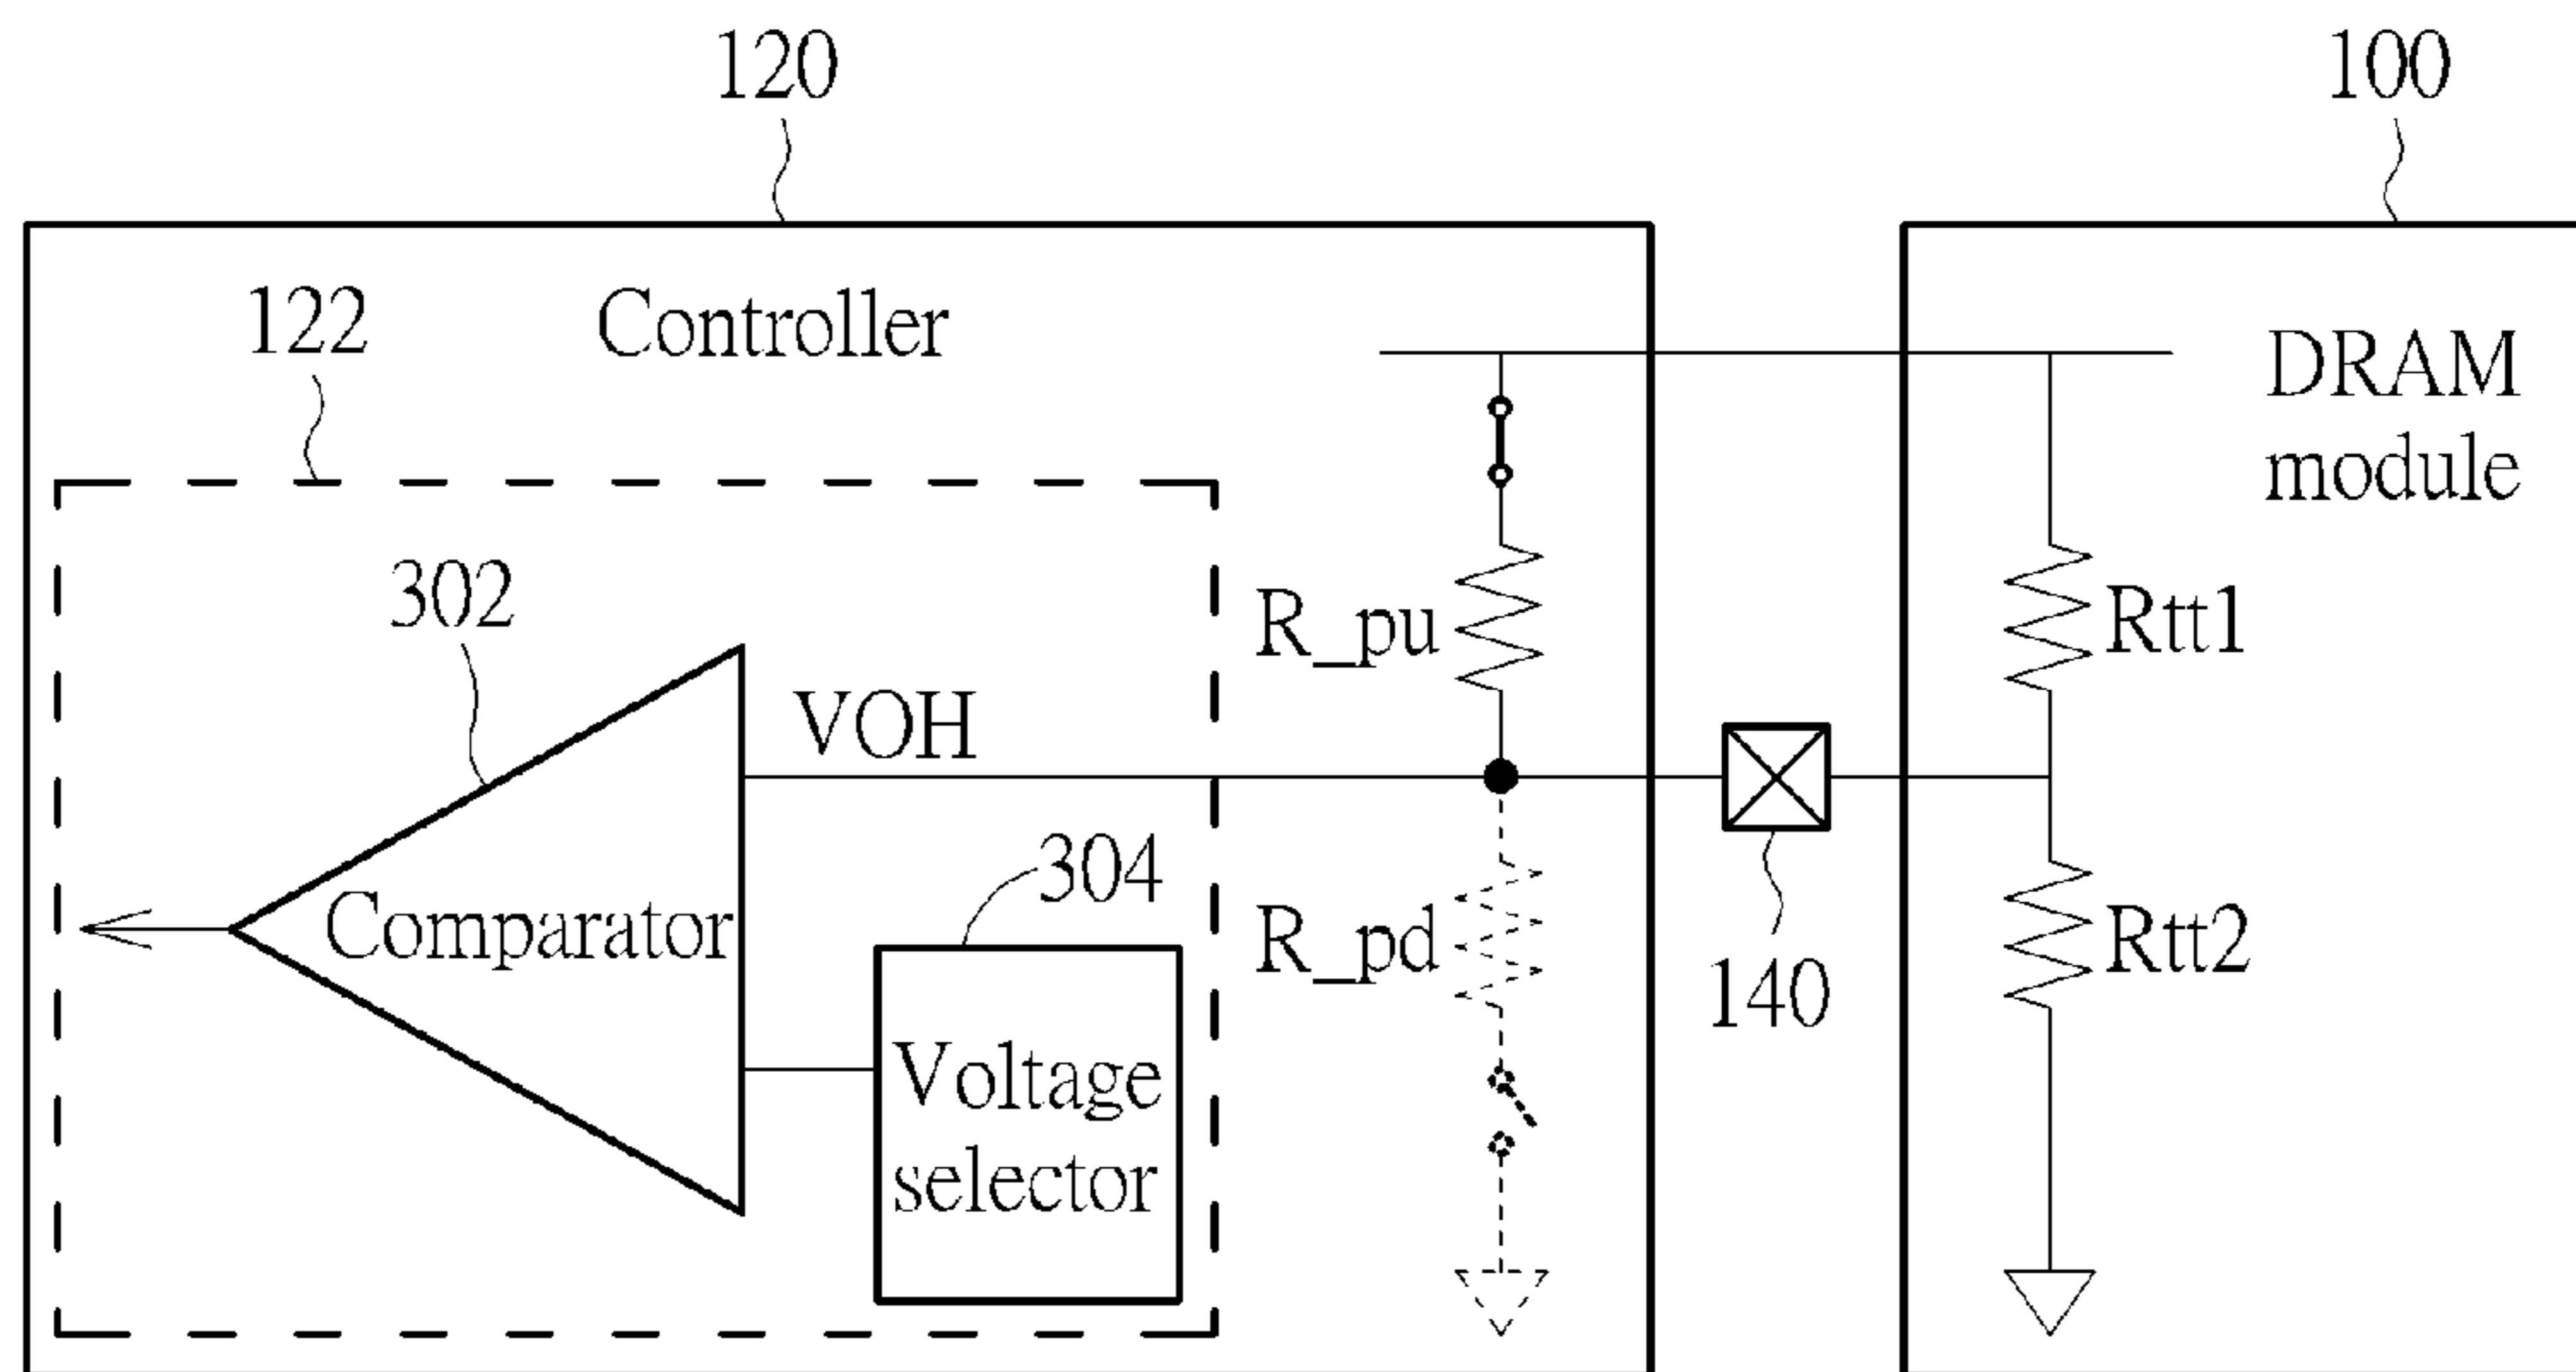 120
100
122
Controller
DRAM
module
302
R_pu
Rtt1
VOH
304
Comparator
R_pd
Rtt2
140
Voltage
selector